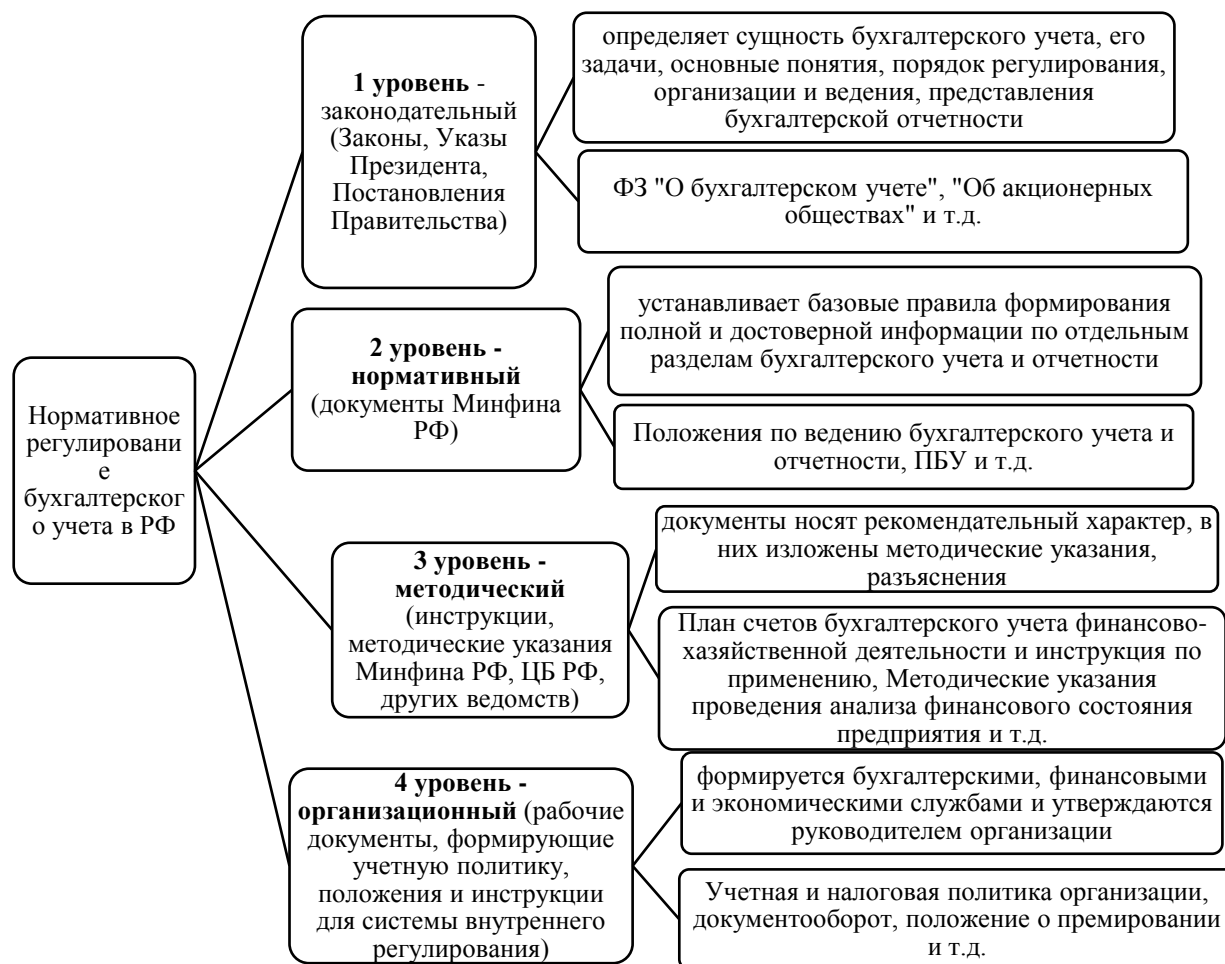 Нормативное
регулировани
е
бухгалтерског
о учета в РФ
1 уровень -
законодательный
(Законы, Указы
Президента,
Постановления
Правительства)
определяет сущность бухгалтерского учета, его
задачи, основные понятия, порядок регулирования,
организации и ведения, представления
бухгалтерской отчетности
ФЗ "О бухгалтерском учете", "Об акционерных
обществах" и т.д.
2 уровень -
нормативный
(документы Минфина
РФ)
устанавливает базовые правила формирования
полной и достоверной информации по отдельным
разделам бухгалтерского учета и отчетности
Положения по ведению бухгалтерского учета и
отчетности, ПБУ и т.д.
3 уровень -
методический
(инструкции,
методические указания
Минфина РФ, ЦБ РФ,
других ведомств)
документы носят рекомендательный характер, в
них изложены методические указания,
разъяснения
План счетов бухгалтерского учета финансово-
хазяйственной деятельности и инструкция по
применению, Методические указания
проведения анализа финансового состояния
предприятия и т.д.
4 уровень -
организационный (рабочие
документы, формирующие
учетную политику,
положения и инструкции
для системы внутреннего
регулирования)
формируется бухгалтерскими, финансовыми
и экономическими службами и утверждаются
руководителем организации
Учетная и налоговая политика организации,
документооборот, положение о премировании
и т.д.